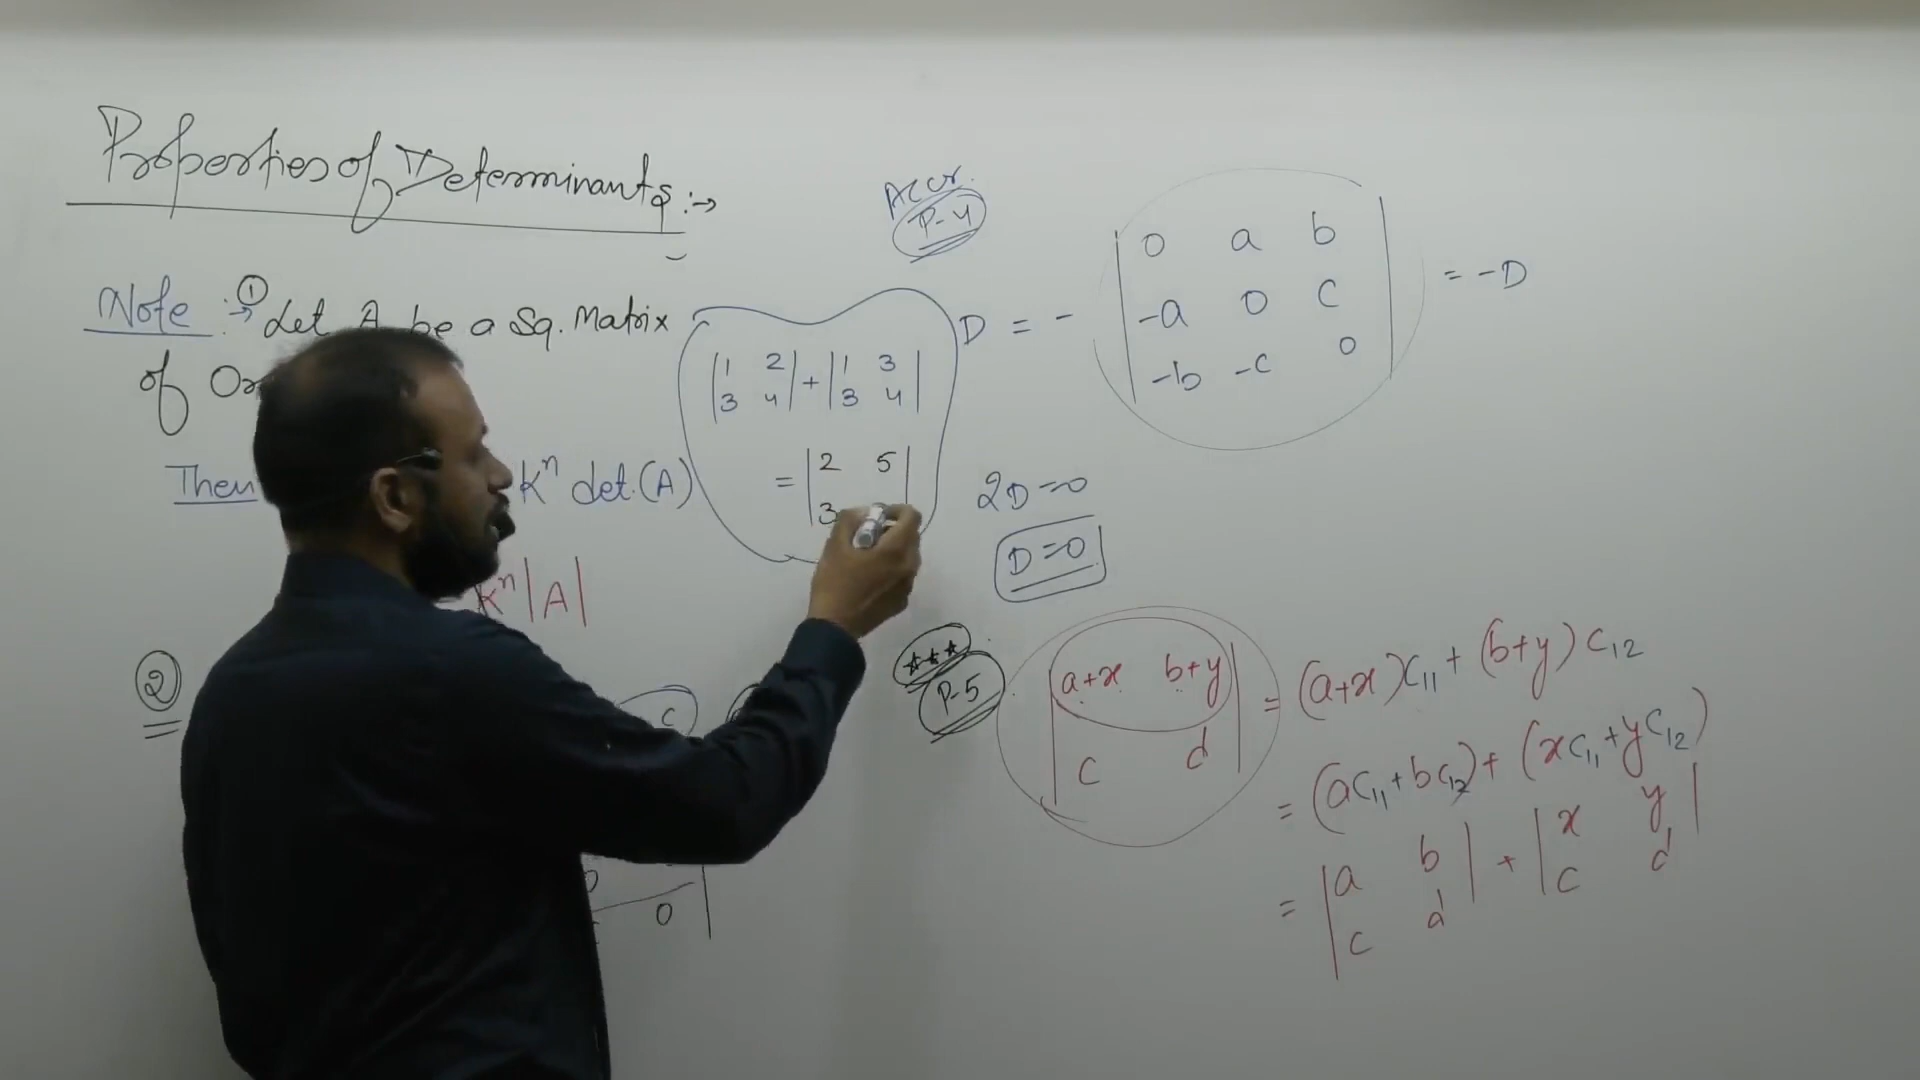 Properties of Determinants :→
Note :→ ① Let A be a Sq. Matrix
of Or
Then Kⁿ det.(A)
Kⁿ |A|
②
c
0
|1 2| + |1 3|
|3 4| |3 4|
= |2 5|
|3
Accr.
P-4
D = - |0 a b| = -D
|-a 0 c|
|-b -c 0|
2D=0
D=0
☆☆☆
P-5
|a+x b+y| = (a+x)C₁₁ + (b+y)C₁₂
|c d|
= (aC₁₁+bC₁₂) + (xC₁₁+yC₁₂)
= |a b| + |x y|
|c d| |c d|